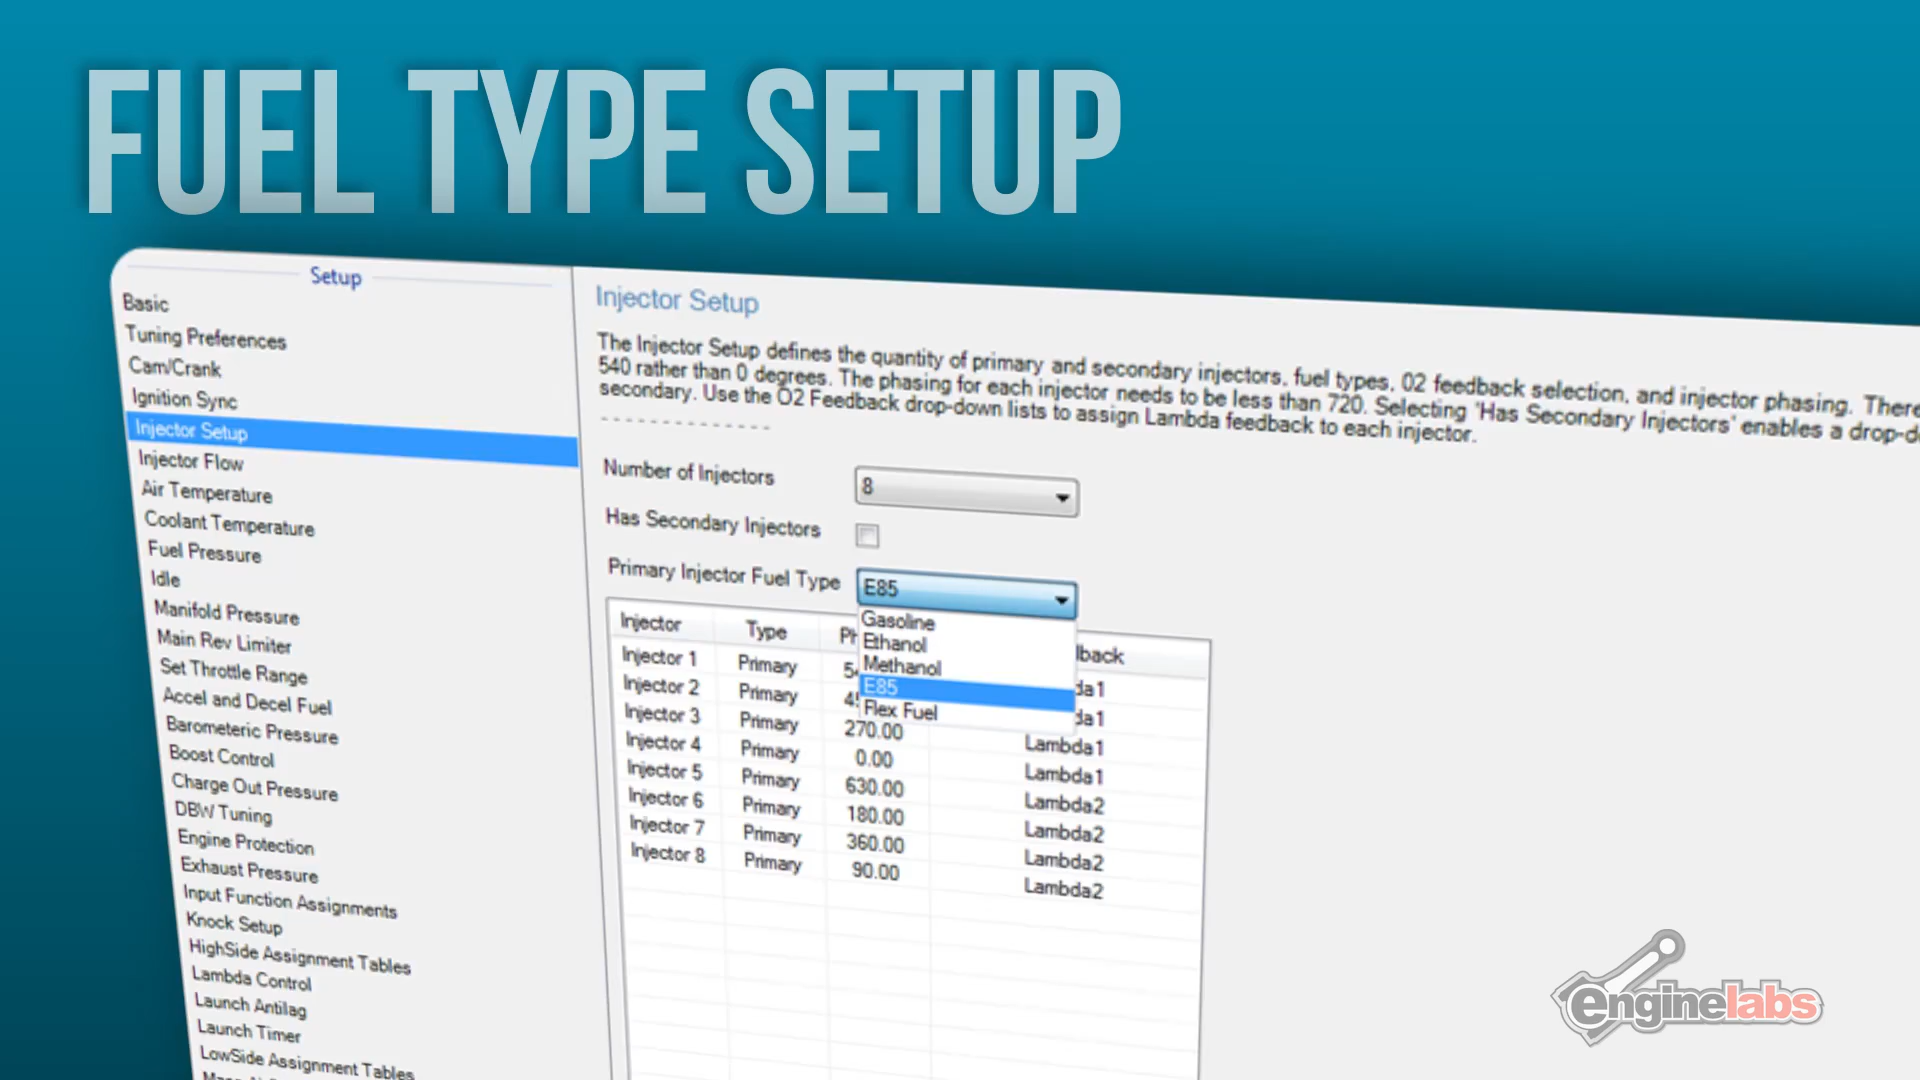 FUEL TYPE SETUP
Setup
Basic
Tuning Preferences
Cam/Crank
Ignition Sync
Injector Setup
Injector Flow
Air Temperature
Coolant Temperature
Fuel Pressure
Idle
Manifold Pressure
Main Rev Limiter
Set Throttle Range
Accel and Decel Fuel
Barometeric Pressure
Boost Control
Charge Out Pressure
DBW Tuning
Engine Protection
Exhaust Pressure
Input Function Assignments
Knock Setup
HighSide Assignment Tables
Lambda Control
Launch Antilag
Launch Timer
LowSide Assignment Tables
Injector Setup
The Injector Setup defines the quantity of primary and secondary injectors, fuel types, 02 feedback selection, and injector phasing. There
540 rather than 0 degrees. The phasing for each injector needs to be less than 720. Selecting 'Has Secondary Injectors' enables a drop-d
secondary. Use the O2 Feedback drop-down lists to assign Lambda feedback to each injector.
- - - - - - - - - - - - - -
Number of Injectors 8
Has Secondary Injectors
Primary Injector Fuel Type E85
Gasoline
Ethanol
Methanol
E85
Flex Fuel
Injector Type Ph lback
Injector 1 Primary 54 da1
Injector 2 Primary 45 da1
Injector 3 Primary 270.00 Lambda1
Injector 4 Primary 0.00 Lambda1
Injector 5 Primary 630.00 Lambda2
Injector 6 Primary 180.00 Lambda2
Injector 7 Primary 360.00 Lambda2
Injector 8 Primary 90.00 Lambda2
enginelabs